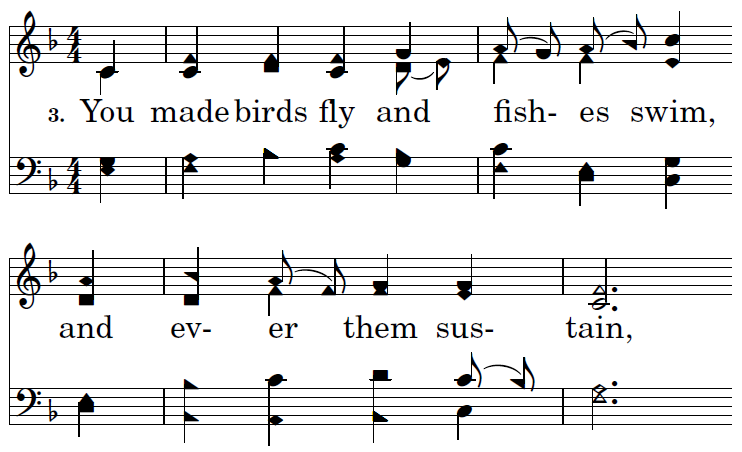 3. You made birds fly and fish- es swim,
and ev- er them sus- tain,